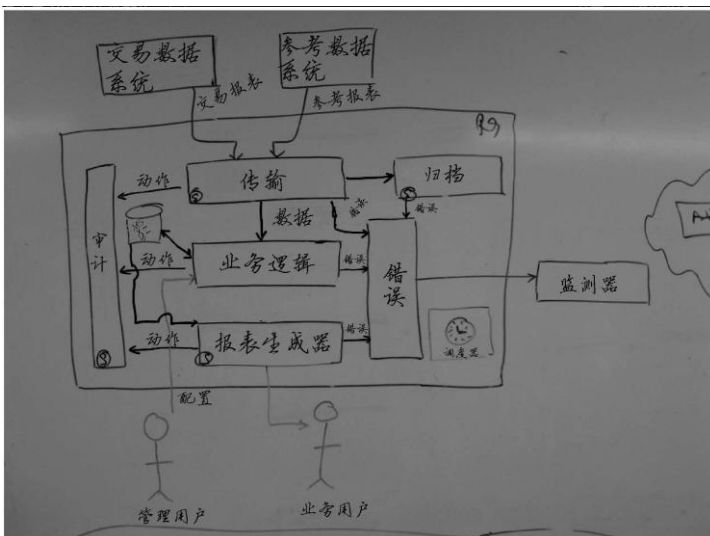 交易数据
系统
参考数据
系统
交易报表
参考报表
传输
归档
动作
错误
数据
错误
审计
动作
业务逻辑
错误
错误
监测器
动作
报表生成器
错误
调度器
配置
管理用户
业务用户